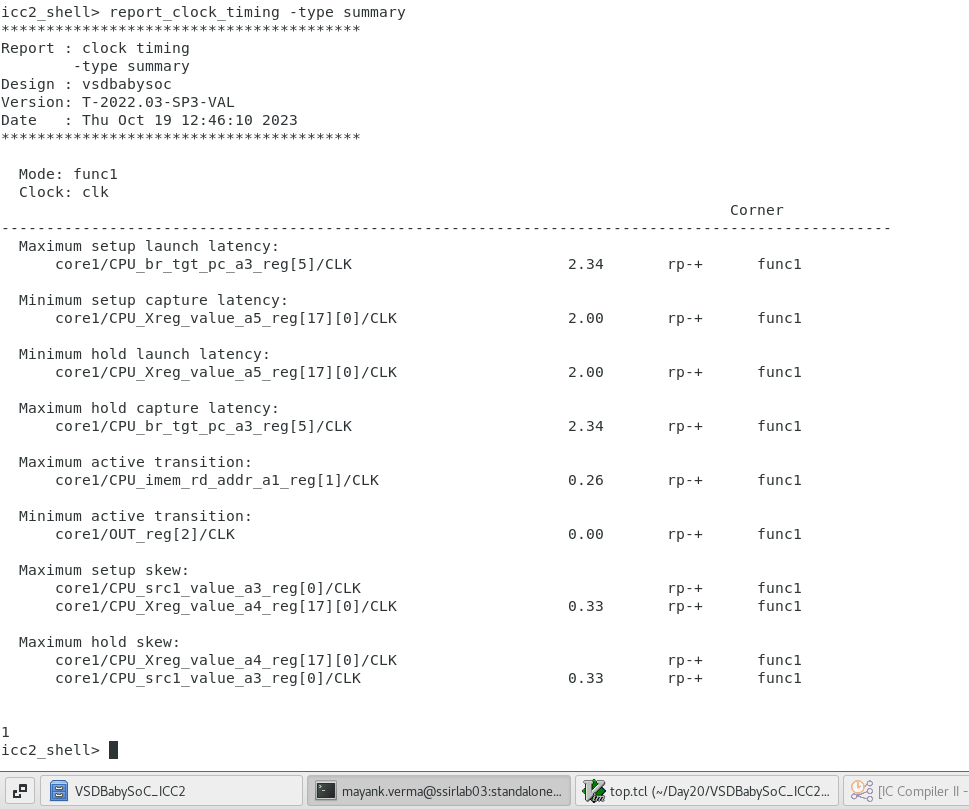 icc2_shell> report_clock_timing -type summary
****************************************
Report : clock timing
        -type summary
Design : vsdbabysoc
Version: T-2022.03-SP3-VAL
Date   : Thu Oct 19 12:46:10 2023
****************************************
  Mode: func1
  Clock: clk
                                                                                 Corner
---------------------------------------------------------------------------------------------------
  Maximum setup launch latency:
      core1/CPU_br_tgt_pc_a3_reg[5]/CLK                        2.34       rp-+      func1
  Minimum setup capture latency:
      core1/CPU_Xreg_value_a5_reg[17][0]/CLK                   2.00       rp-+      func1
  Minimum hold launch latency:
      core1/CPU_Xreg_value_a5_reg[17][0]/CLK                   2.00       rp-+      func1
  Maximum hold capture latency:
      core1/CPU_br_tgt_pc_a3_reg[5]/CLK                        2.34       rp-+      func1
  Maximum active transition:
      core1/CPU_imem_rd_addr_a1_reg[1]/CLK                     0.26       rp-+      func1
  Minimum active transition:
      core1/OUT_reg[2]/CLK                                     0.00       rp-+      func1
  Maximum setup skew:
      core1/CPU_src1_value_a3_reg[0]/CLK                                  rp-+      func1
      core1/CPU_Xreg_value_a4_reg[17][0]/CLK                   0.33       rp-+      func1
  Maximum hold skew:
      core1/CPU_Xreg_value_a4_reg[17][0]/CLK                              rp-+      func1
      core1/CPU_src1_value_a3_reg[0]/CLK                       0.33       rp-+      func1
1
icc2_shell>
VSDBabySoC_ICC2 mayank.verma@ssirlab03:standalone... top.tcl (~/Day20/VSDBabySoC_ICC2... [IC Compiler II -